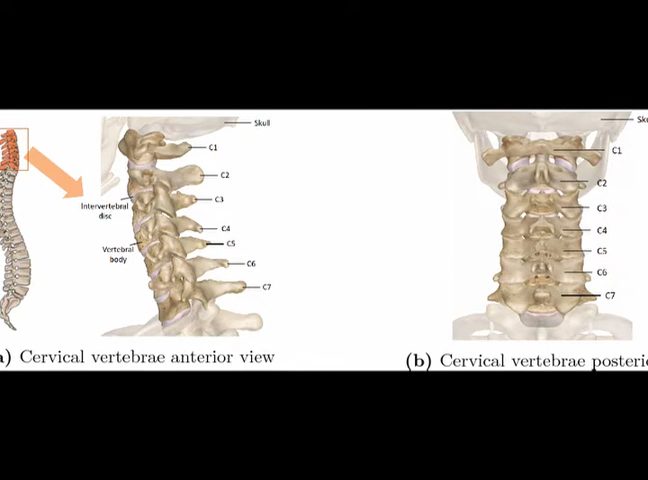 Skull
C1
C2
C3
Intervertebral
disc
C4
C5
Vertebral
body
C6
C7
a) Cervical vertebrae anterior view
Sku
C1
C2
C3
C4
C5
C6
C7
(b) Cervical vertebrae posteri